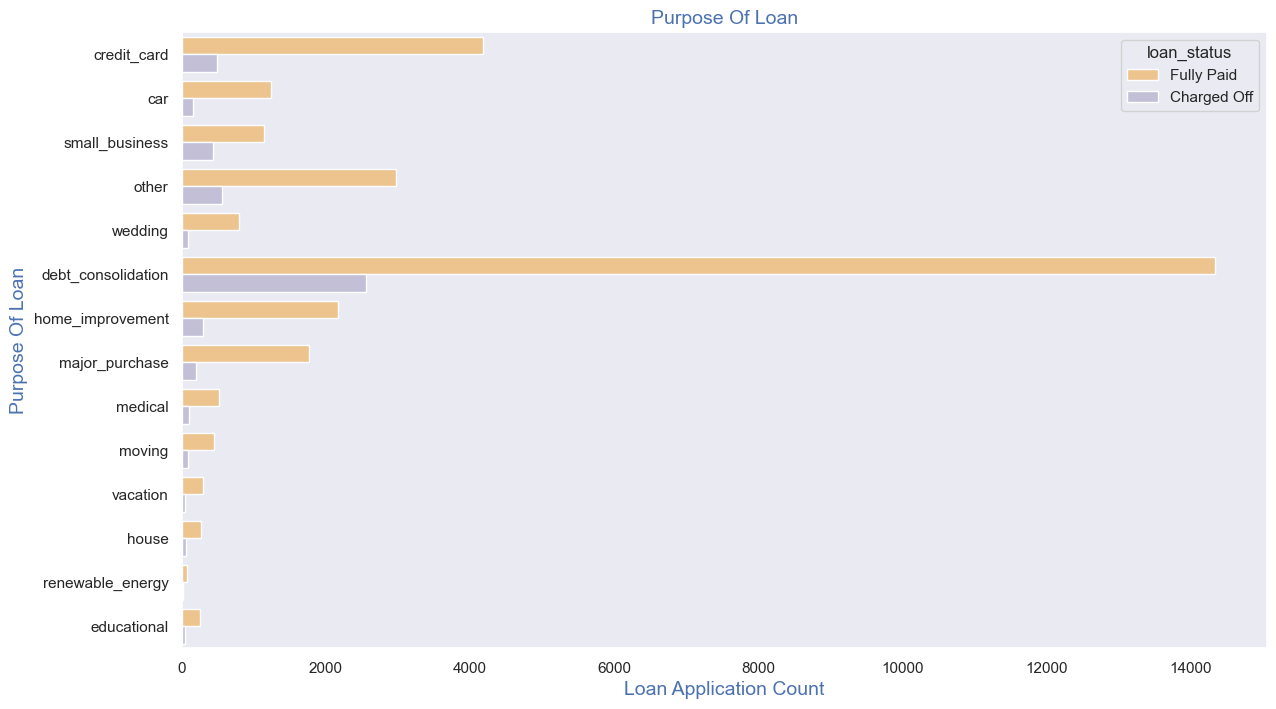 Purpose Of Loan
loan_status
Fully Paid
Charged Off
Purpose Of Loan
credit_card
car
small_business
other
wedding
debt_consolidation
home_improvement
major_purchase
medical
moving
vacation
house
renewable_energy
educational
0 2000 4000 6000 8000 10000 12000 14000
Loan Application Count